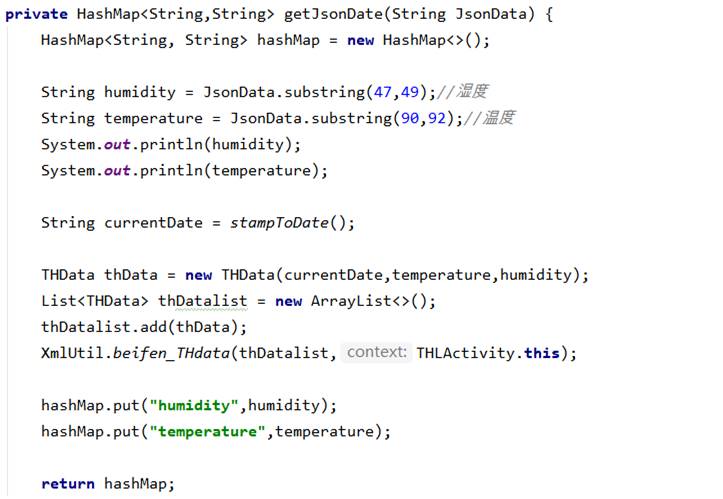 private HashMap<String,String> getJsonDate(String JsonData) {
HashMap<String, String> hashMap = new HashMap<>();
String humidity = JsonData.substring(47,49);//湿度
String temperature = JsonData.substring(90,92);//温度
System.out.println(humidity);
System.out.println(temperature);
String currentDate = stampToDate();
THData thData = new THData(currentDate,temperature,humidity);
List<THData> thDatalist = new ArrayList<>();
thDatalist.add(thData);
XmlUtil.beifen_THdata(thDatalist, context: THLActivity.this);
hashMap.put("humidity",humidity);
hashMap.put("temperature",temperature);
return hashMap;